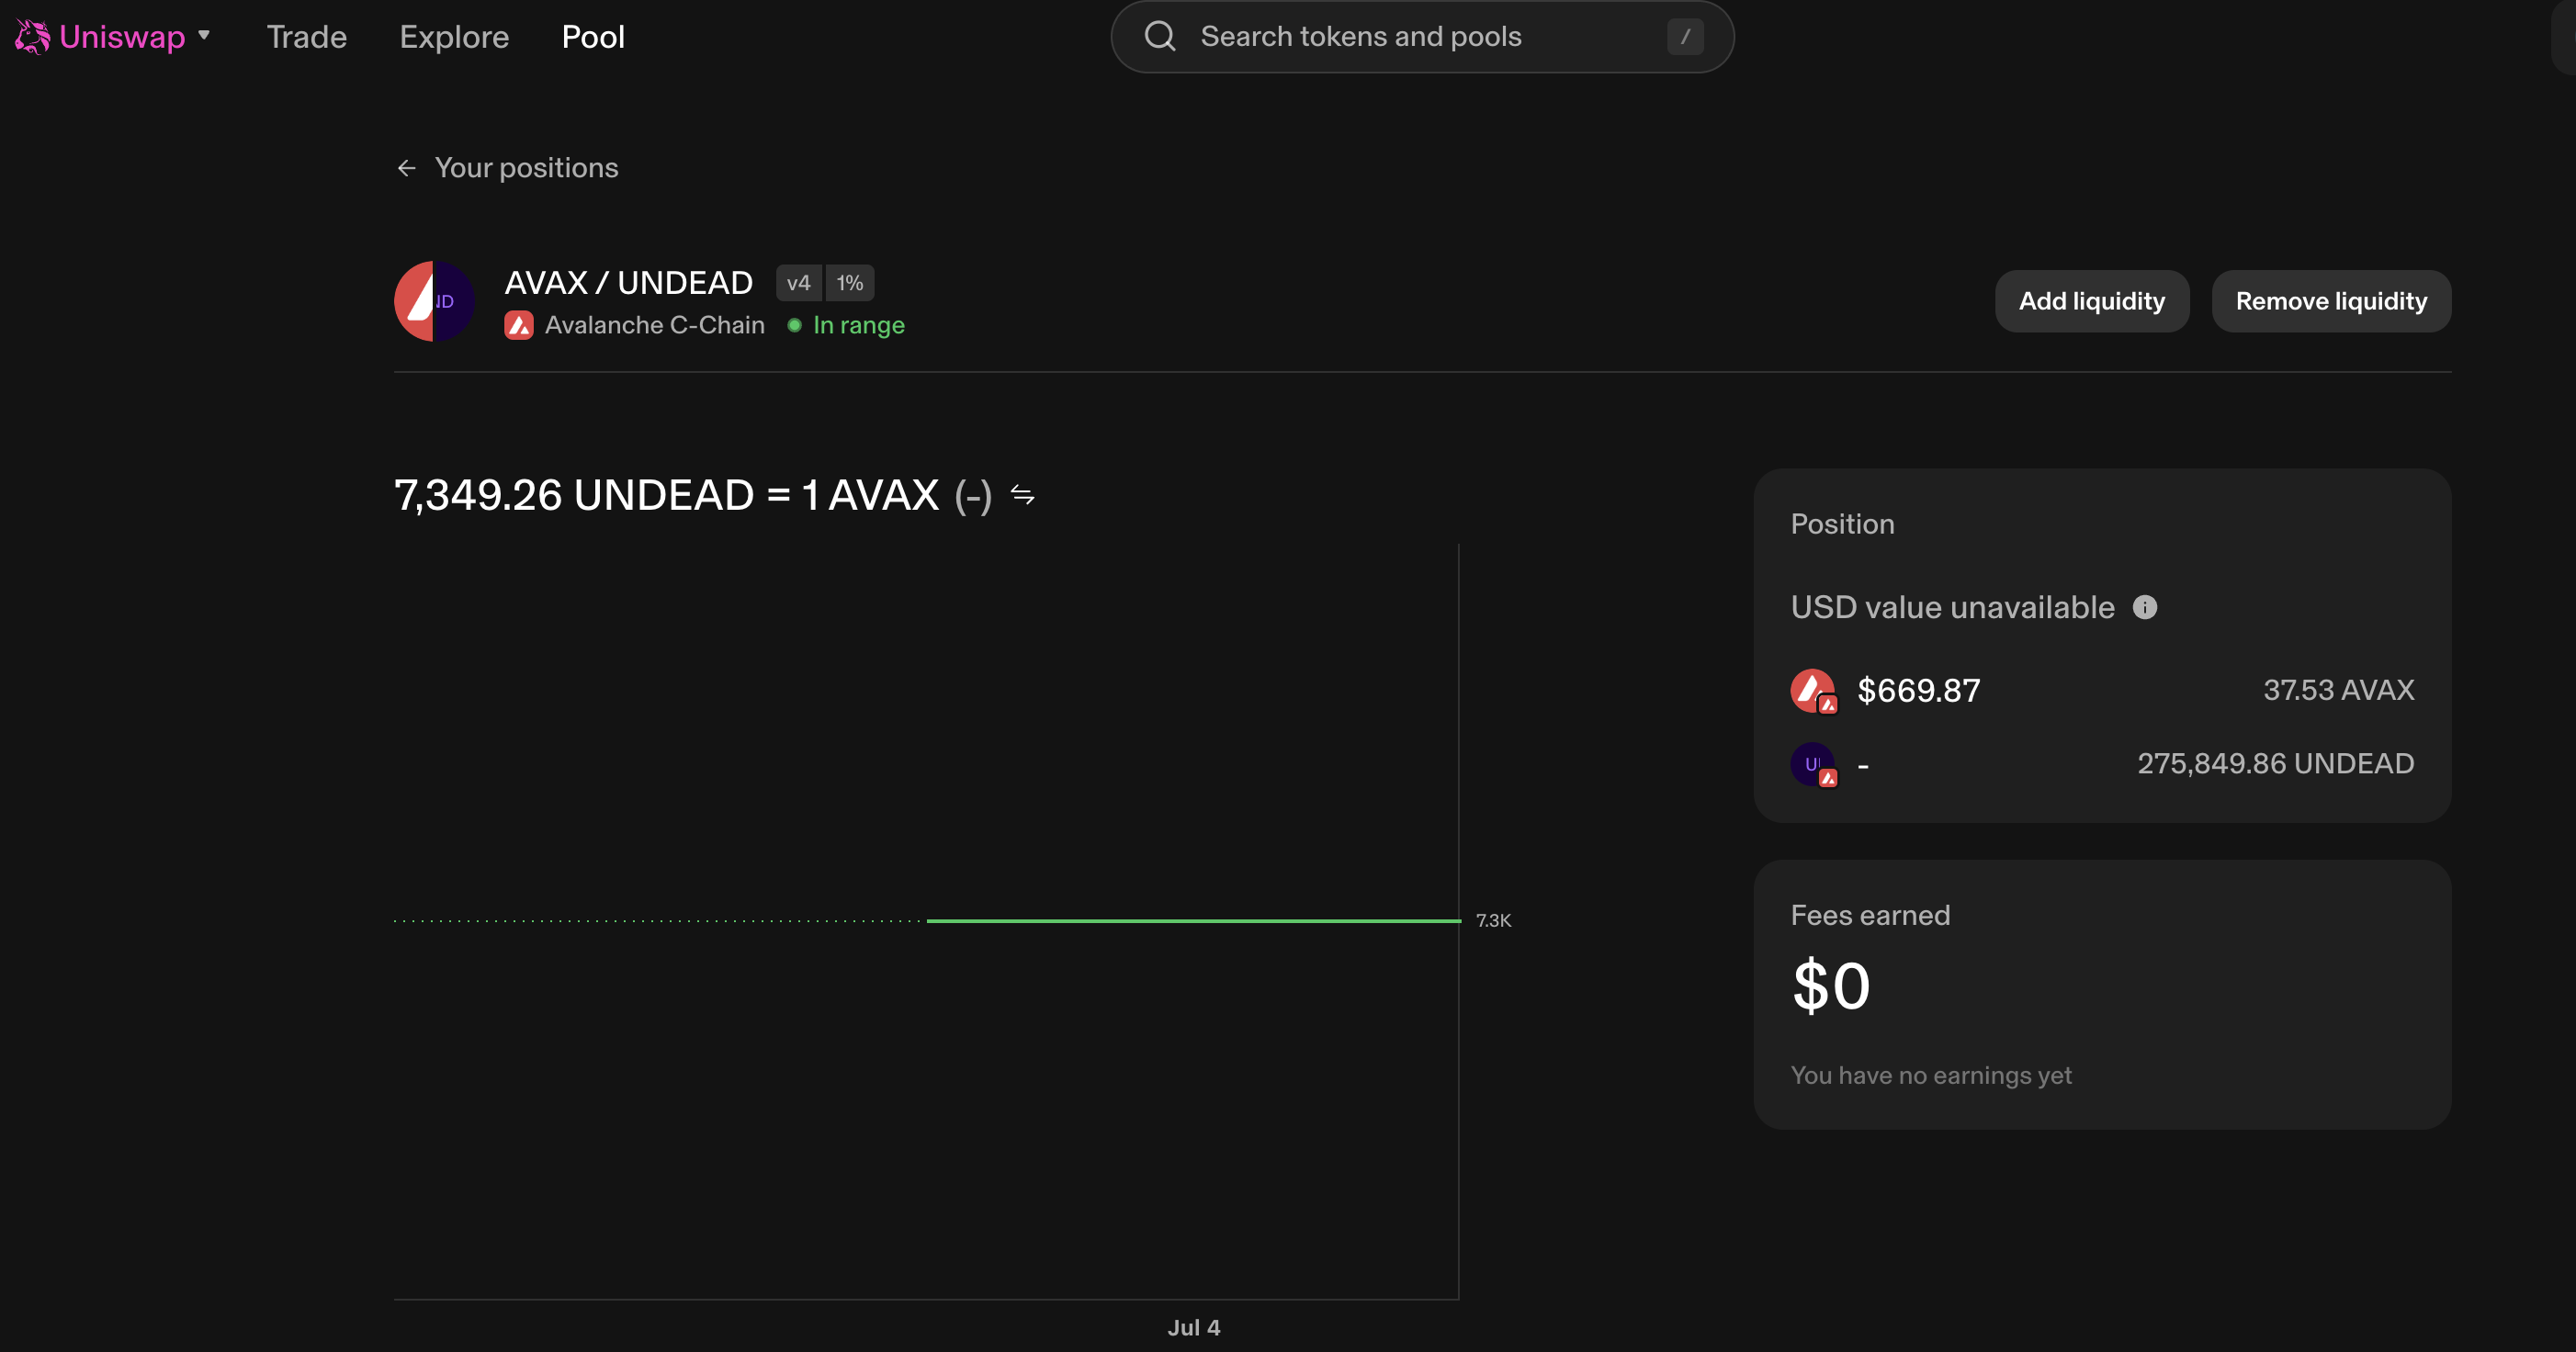 Uniswap Trade Explore Pool Search tokens and pools /
← Your positions
AVAX / UNDEAD v4 1%
ND
Avalanche C-Chain In range
Add liquidity Remove liquidity
7,349.26 UNDEAD = 1 AVAX (-)
7.3K
Jul 4
Position
USD value unavailable
$669.87 37.53 AVAX
- 275,849.86 UNDEAD
Fees earned
$0
You have no earnings yet